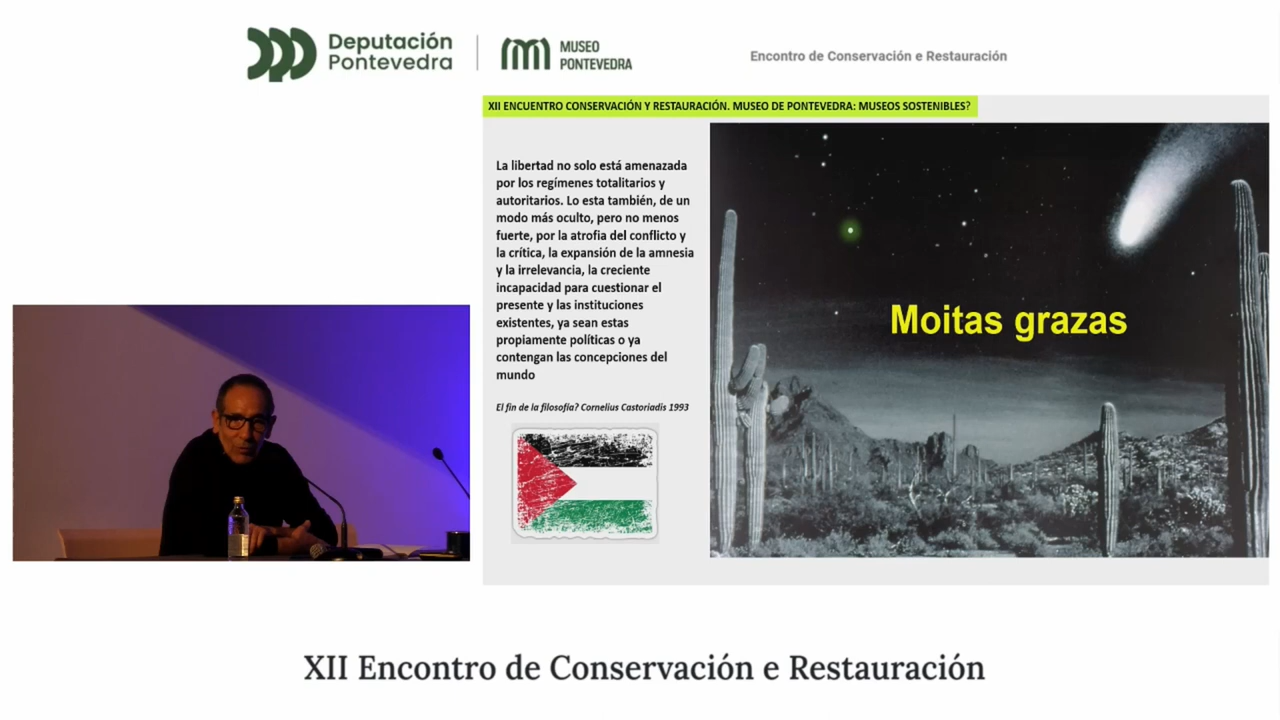 Deputación
Pontevedra
MUSEO
PONTEVEDRA
Encontro de Conservación e Restauración
XII ENCUENTRO CONSERVACIÓN Y RESTAURACIÓN. MUSEO DE PONTEVEDRA: MUSEOS SOSTENIBLES?
La libertad no solo está amenazada
por los regímenes totalitarios y
autoritarios. Lo esta también, de un
modo más oculto, pero no menos
fuerte, por la atrofia del conflicto y
la crítica, la expansión de la amnesia
y la irrelevancia, la creciente
incapacidad para cuestionar el
presente y las instituciones
existentes, ya sean estas
propiamente políticas o ya
contengan las concepciones del
mundo
El fin de la filosofía? Cornelius Castoriadis 1993
Moitas grazas
XII Encontro de Conservación e Restauración